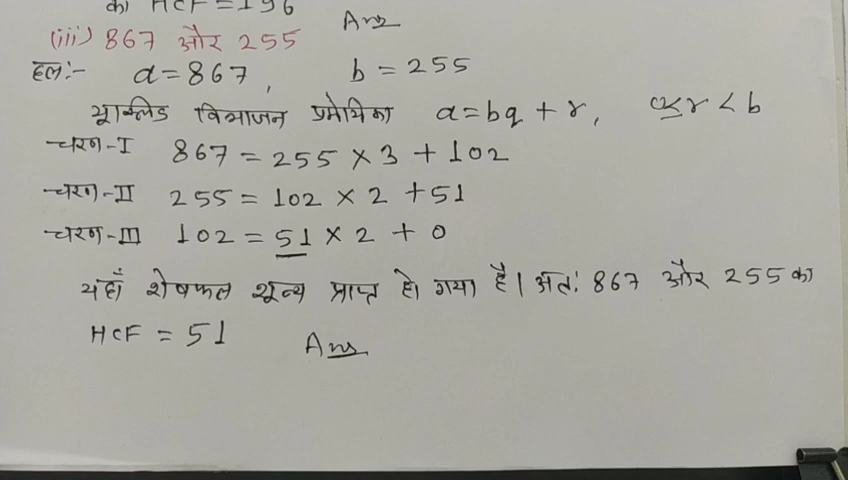 का HCF = 196
Ans
(iii) 867 और 255
हल:- a = 867, b = 255
यूक्लिड विभाजन प्रमेयिका a = bq + r, 0≤r<b
चरण-I 867 = 255 × 3 + 102
चरण-II 255 = 102 × 2 + 51
चरण-III 102 = 51 × 2 + 0
यहाँ शेषफल शून्य प्राप्त हो गया है। अतः 867 और 255 का
HCF = 51 Ans